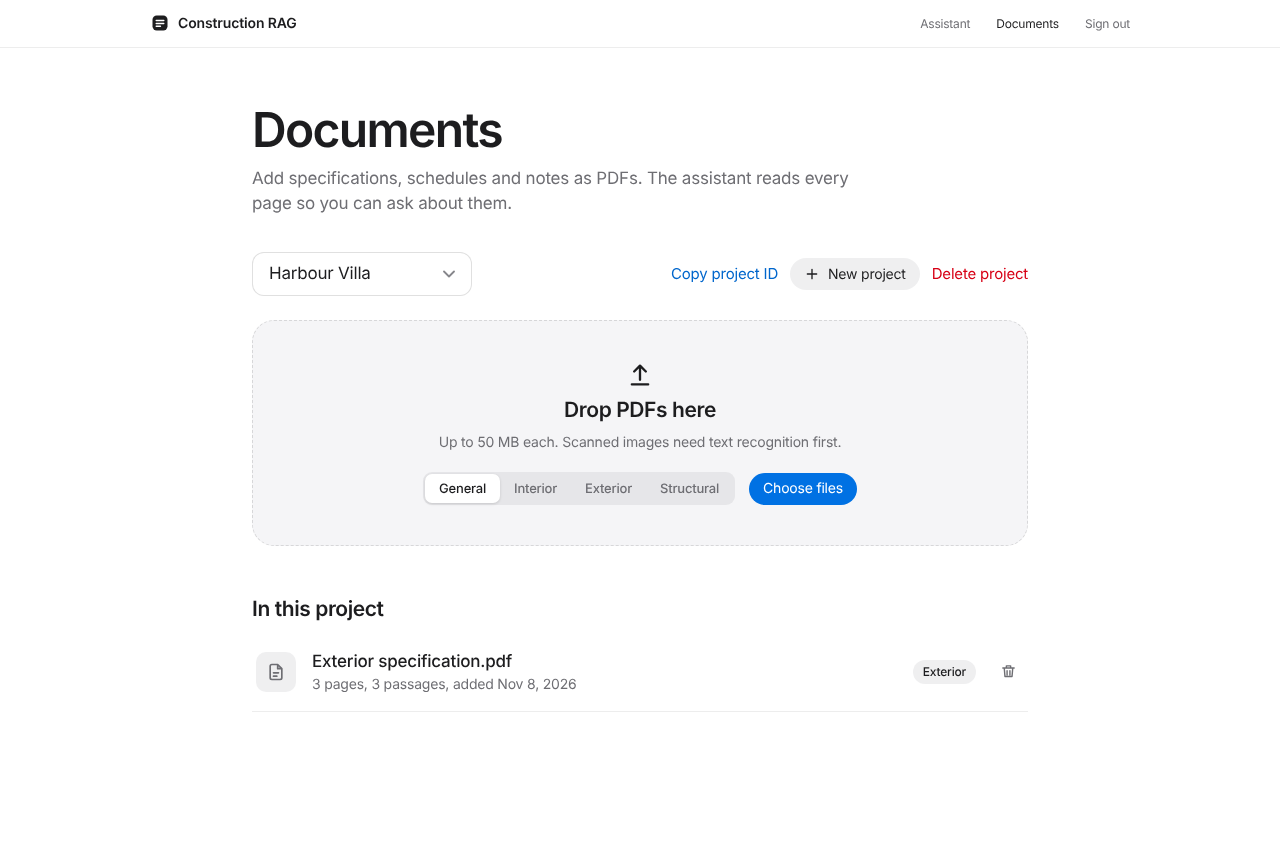 Construction RAG
Assistant
Documents
Sign out
Documents
Add specifications, schedules and notes as PDFs. The assistant reads every
page so you can ask about them.
Harbour Villa
Copy project ID
New project
Delete project
Drop PDFs here
Up to 50 MB each. Scanned images need text recognition first.
General
Interior
Exterior
Structural
Choose files
In this project
Exterior specification.pdf
3 pages, 3 passages, added Nov 8, 2026
Exterior